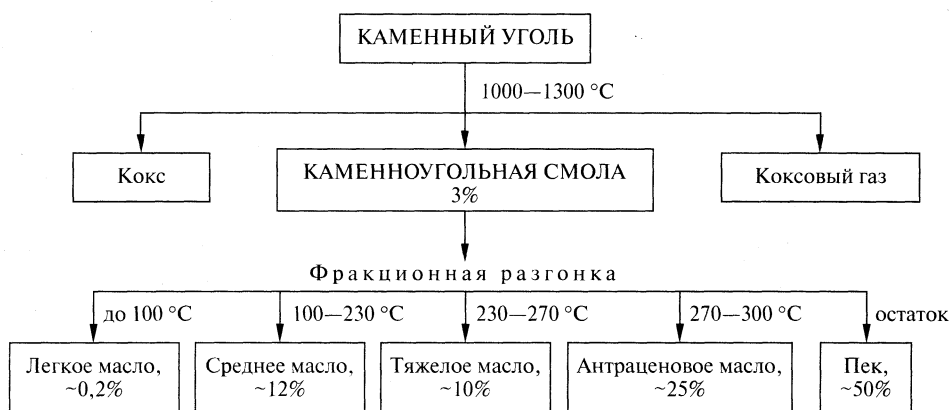 КАМЕННЫЙ УГОЛЬ
1000—1300 °C
Кокс
КАМЕННОУГОЛЬНАЯ СМОЛА
3%
Коксовый газ
Фракционная разгонка
до 100 °C
100—230 °C
230—270 °C
270—300 °C
остаток
Легкое масло,
~0,2%
Среднее масло,
~12%
Тяжелое масло,
~10%
Антраценовое масло,
~25%
Пек,
~50%